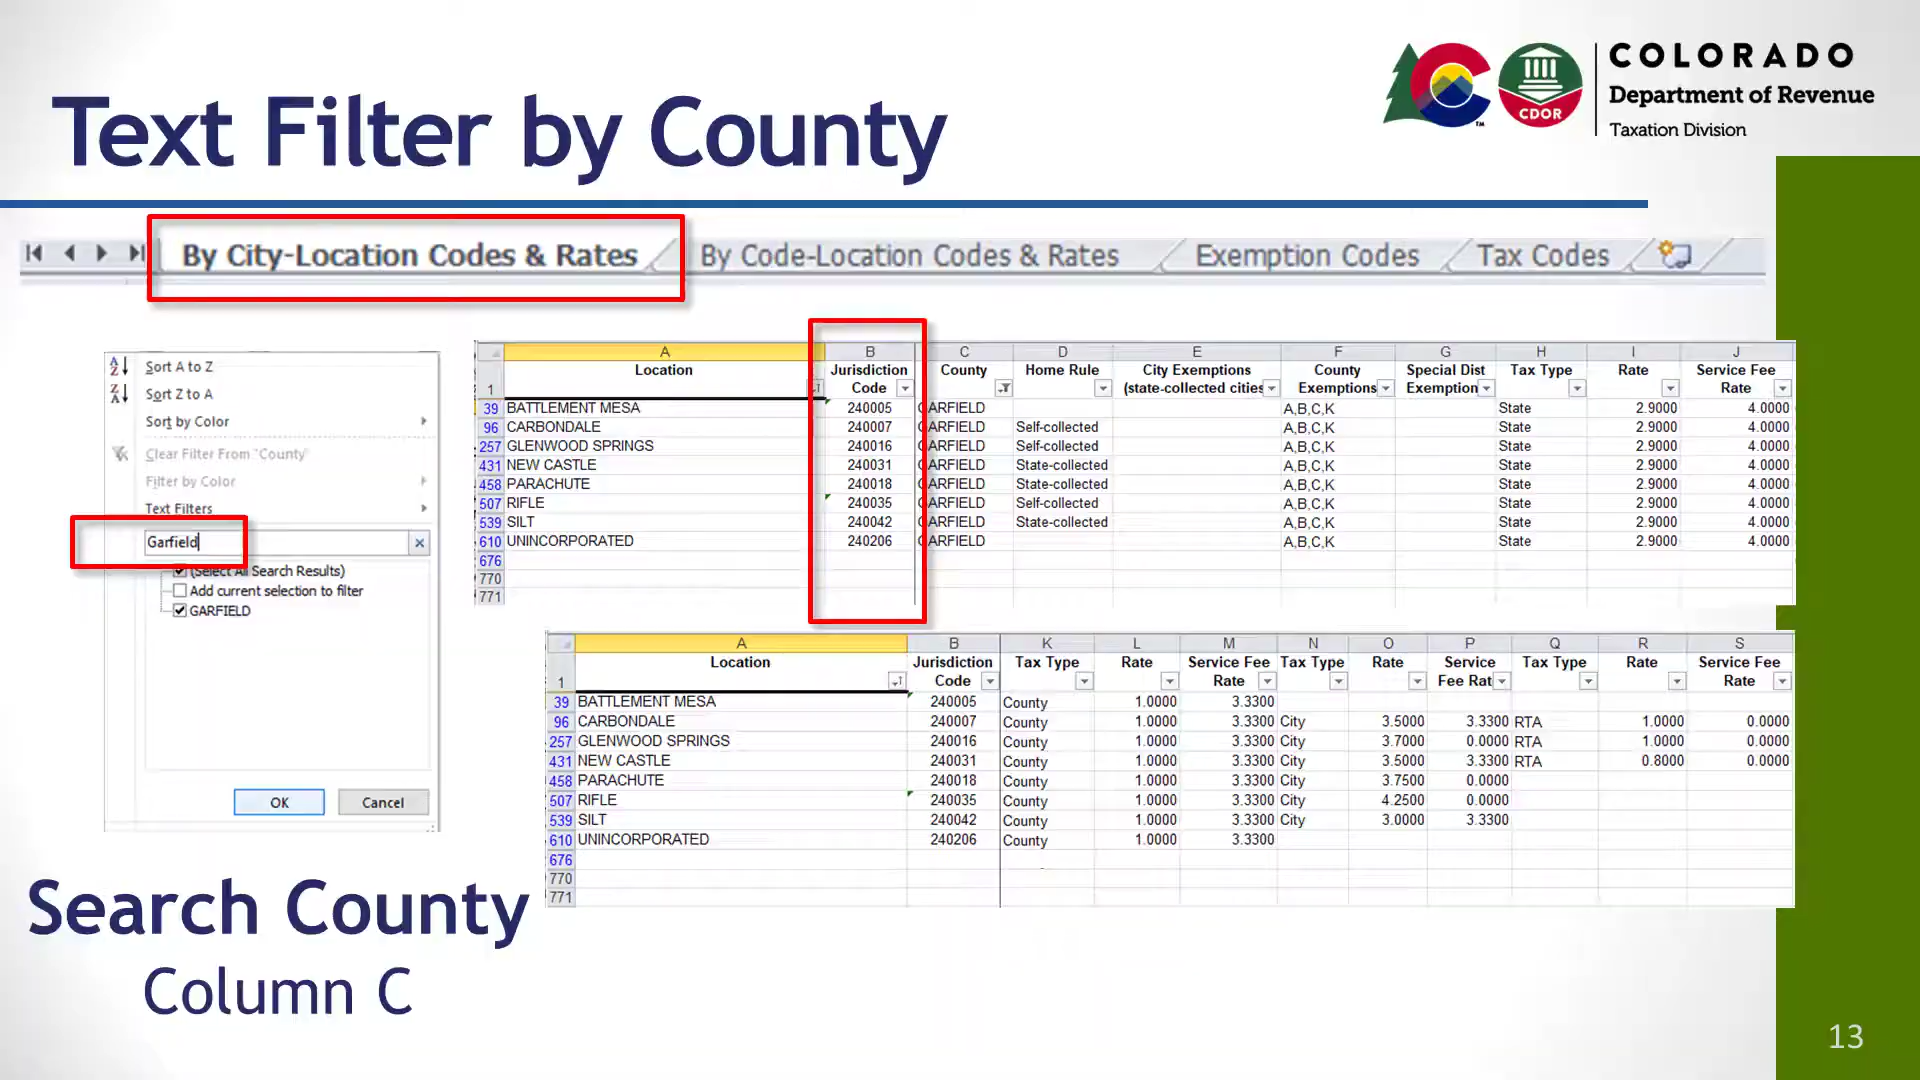 COLORADO
Department of Revenue
Taxation Division
CDOR
TM
Text Filter by County
By City-Location Codes & Rates By Code-Location Codes & Rates Exemption Codes Tax Codes
Sort A to Z
Sort Z to A
Sort by Color
Clear Filter From "County"
Filter by Color
Text Filters
Garfield
(Select All Search Results)
Add current selection to filter
GARFIELD
OK Cancel
A B C D E F G H I J
Location Jurisdiction County Home Rule City Exemptions County Special Dist Tax Type Rate Service Fee
1 Code (state-collected cities Exemptions Exemption Rate
39 BATTLEMENT MESA 240005 GARFIELD A,B,C,K State 2.9000 4.0000
96 CARBONDALE 240007 GARFIELD Self-collected A,B,C,K State 2.9000 4.0000
257 GLENWOOD SPRINGS 240016 GARFIELD Self-collected A,B,C,K State 2.9000 4.0000
431 NEW CASTLE 240031 GARFIELD State-collected A,B,C,K State 2.9000 4.0000
458 PARACHUTE 240018 GARFIELD State-collected A,B,C,K State 2.9000 4.0000
507 RIFLE 240035 GARFIELD Self-collected A,B,C,K State 2.9000 4.0000
539 SILT 240042 GARFIELD State-collected A,B,C,K State 2.9000 4.0000
610 UNINCORPORATED 240206 GARFIELD A,B,C,K State 2.9000 4.0000
676
770
771
A B K L M N O P Q R S
Location Jurisdiction Tax Type Rate Service Fee Tax Type Rate Service Tax Type Rate Service Fee
1 Code Rate Fee Rat Rate
39 BATTLEMENT MESA 240005 County 1.0000 3.3300
96 CARBONDALE 240007 County 1.0000 3.3300 City 3.5000 3.3300 RTA 1.0000 0.0000
257 GLENWOOD SPRINGS 240016 County 1.0000 3.3300 City 3.7000 0.0000 RTA 1.0000 0.0000
431 NEW CASTLE 240031 County 1.0000 3.3300 City 3.5000 3.3300 RTA 0.8000 0.0000
458 PARACHUTE 240018 County 1.0000 3.3300 City 3.7500 0.0000
507 RIFLE 240035 County 1.0000 3.3300 City 4.2500 0.0000
539 SILT 240042 County 1.0000 3.3300 City 3.0000 3.3300
610 UNINCORPORATED 240206 County 1.0000 3.3300
676
770
771
Search County
Column C
13